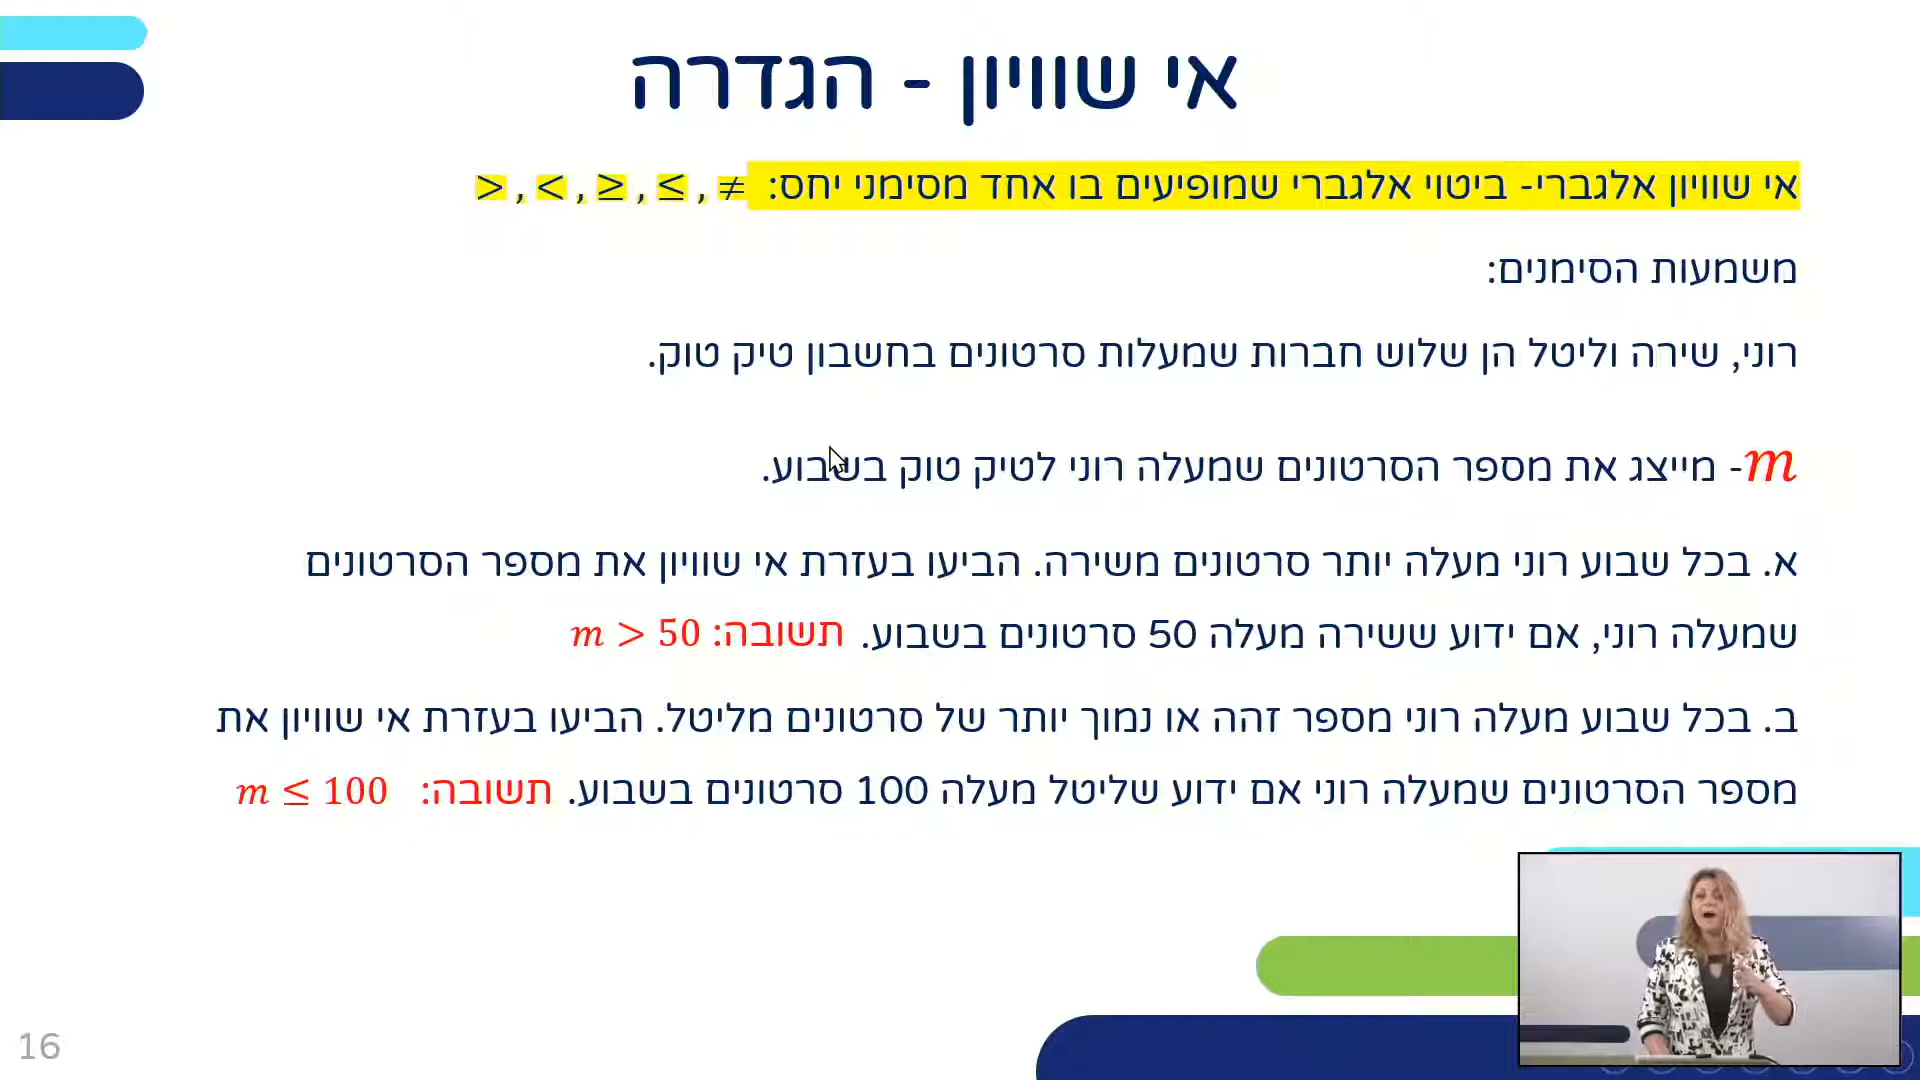 אי שוויון - הגדרה
אי שוויון אלגברי- ביטוי אלגברי שמופיעים בו אחד מסימני יחס: ≠ , ≤ , ≥ , < , >
משמעות הסימנים:
רוני, שירה וליטל הן שלוש חברות שמעלות סרטונים בחשבון טיק טוק.
m- מייצג את מספר הסרטונים שמעלה רוני לטיק טוק בשבוע.
א. בכל שבוע רוני מעלה יותר סרטונים משירה. הביעו בעזרת אי שוויון את מספר הסרטונים
שמעלה רוני, אם ידוע ששירה מעלה 50 סרטונים בשבוע. תשובה: m > 50
ב. בכל שבוע מעלה רוני מספר זהה או נמוך יותר של סרטונים מליטל. הביעו בעזרת אי שוויון את
מספר הסרטונים שמעלה רוני אם ידוע שליטל מעלה 100 סרטונים בשבוע. תשובה: m ≤ 100
16